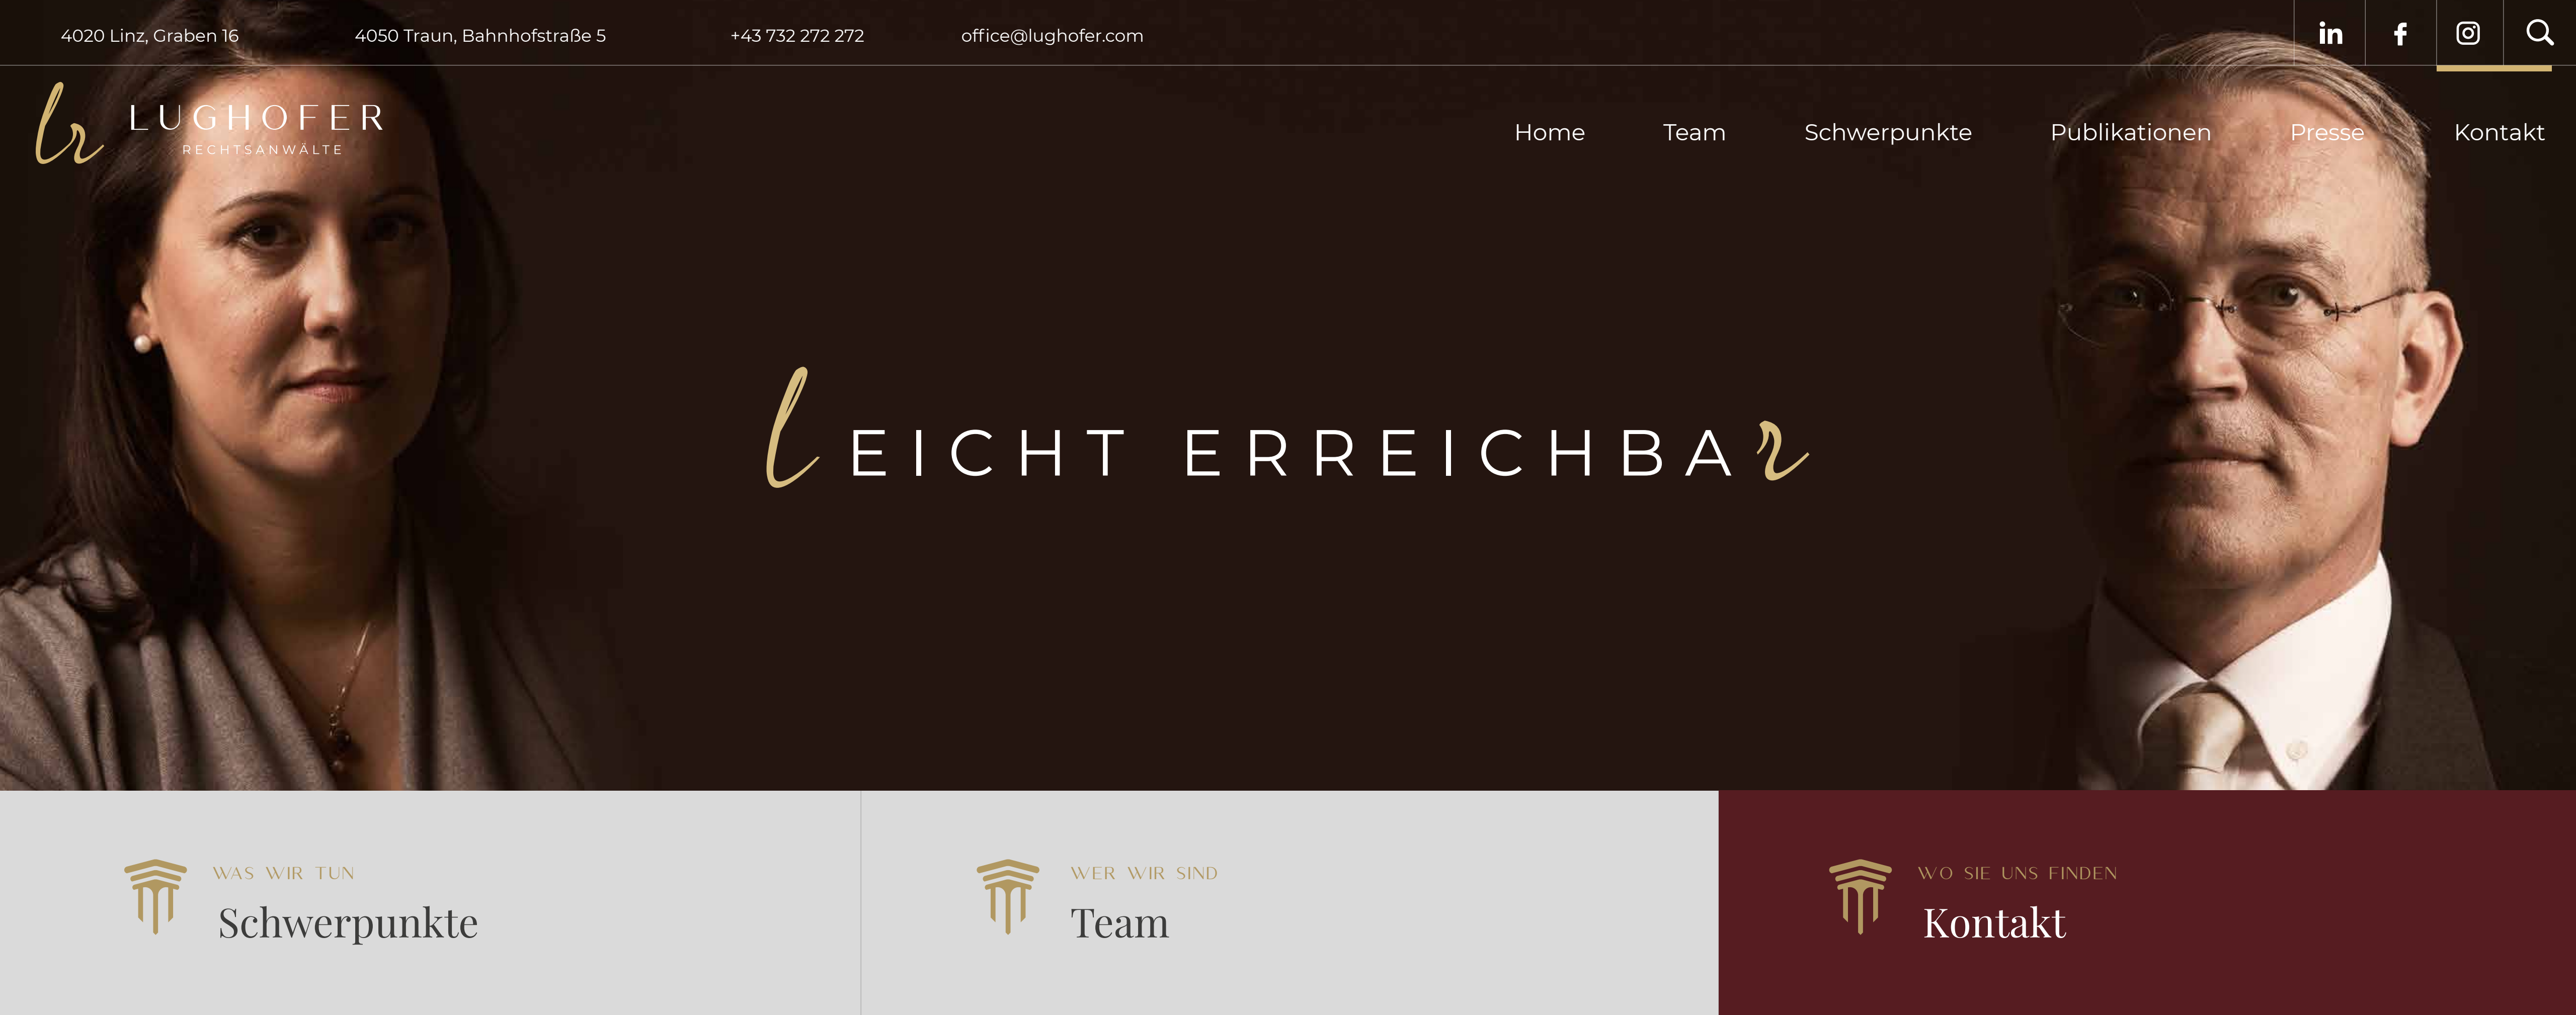 4020 Linz, Graben 16 4050 Traun, Bahnhofstraße 5 +43 732 272 272 office@lughofer.com
lr LUGHOFER
RECHTSANWÄLTE
Home Team Schwerpunkte Publikationen Presse Kontakt
lEICHT ERREICHBAr
WAS WIR TUN
Schwerpunkte
WER WIR SIND
Team
WO SIE UNS FINDEN
Kontakt